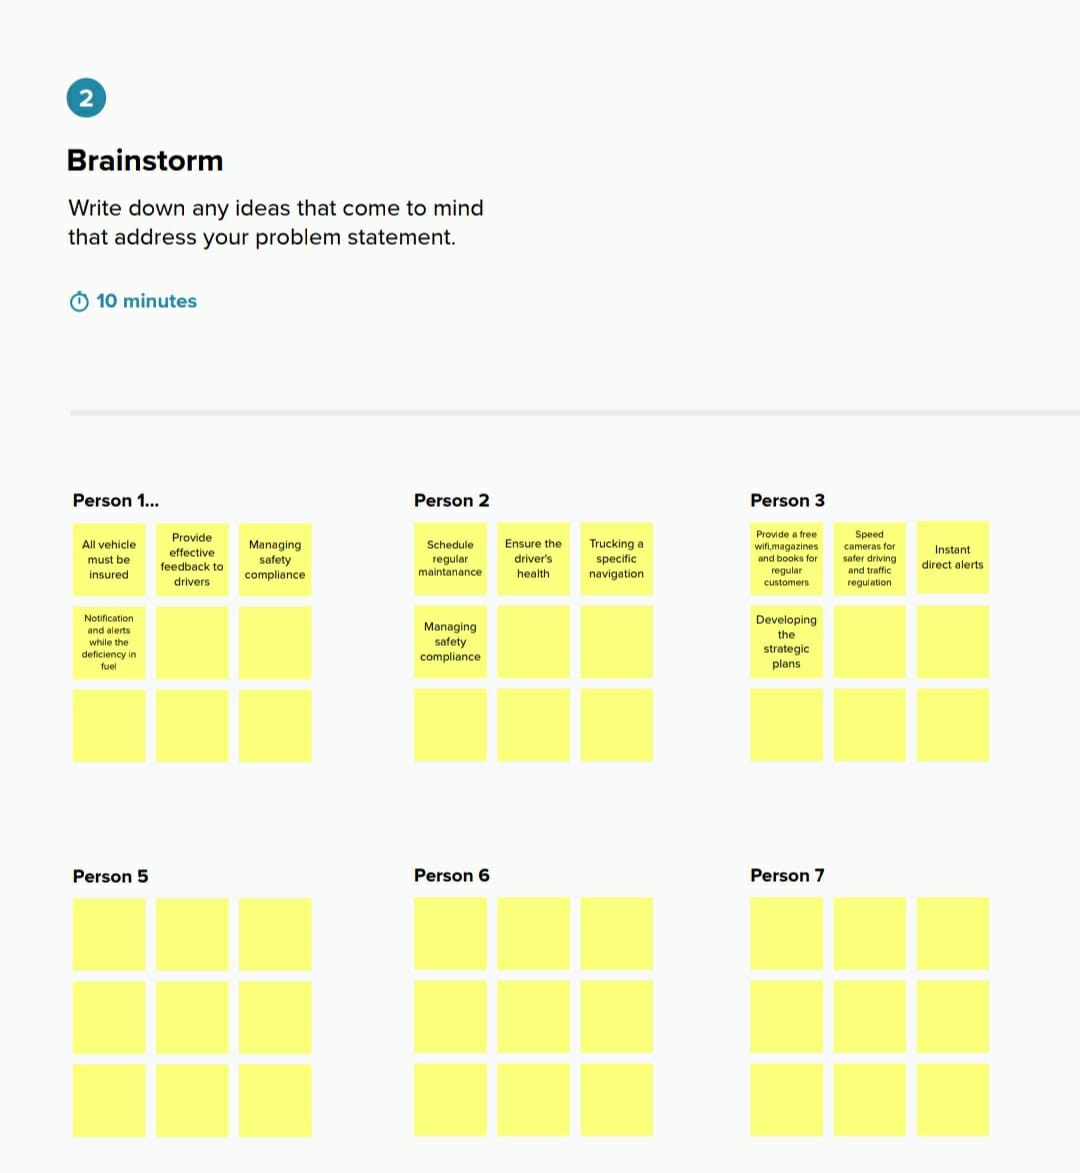 2
Brainstorm
Write down any ideas that come to mind
that address your problem statement.
10 minutes
Person 1...
All vehicle
must be
insured
Provide
effective
feedback to
drivers
Managing
safety
compliance
Notification
and alerts
while the
deficiency in
fuel
Person 2
Schedule
regular
maintanance
Ensure the
driver's
health
Trucking a
specific
navigation
Managing
safety
compliance
Person 3
Provide a free
wifi,magazines
and books for
regular
customers
Speed
cameras for
safer driving
and traffic
regulation
Instant
direct alerts
Developing
the
strategic
plans
Person 5
Person 6
Person 7